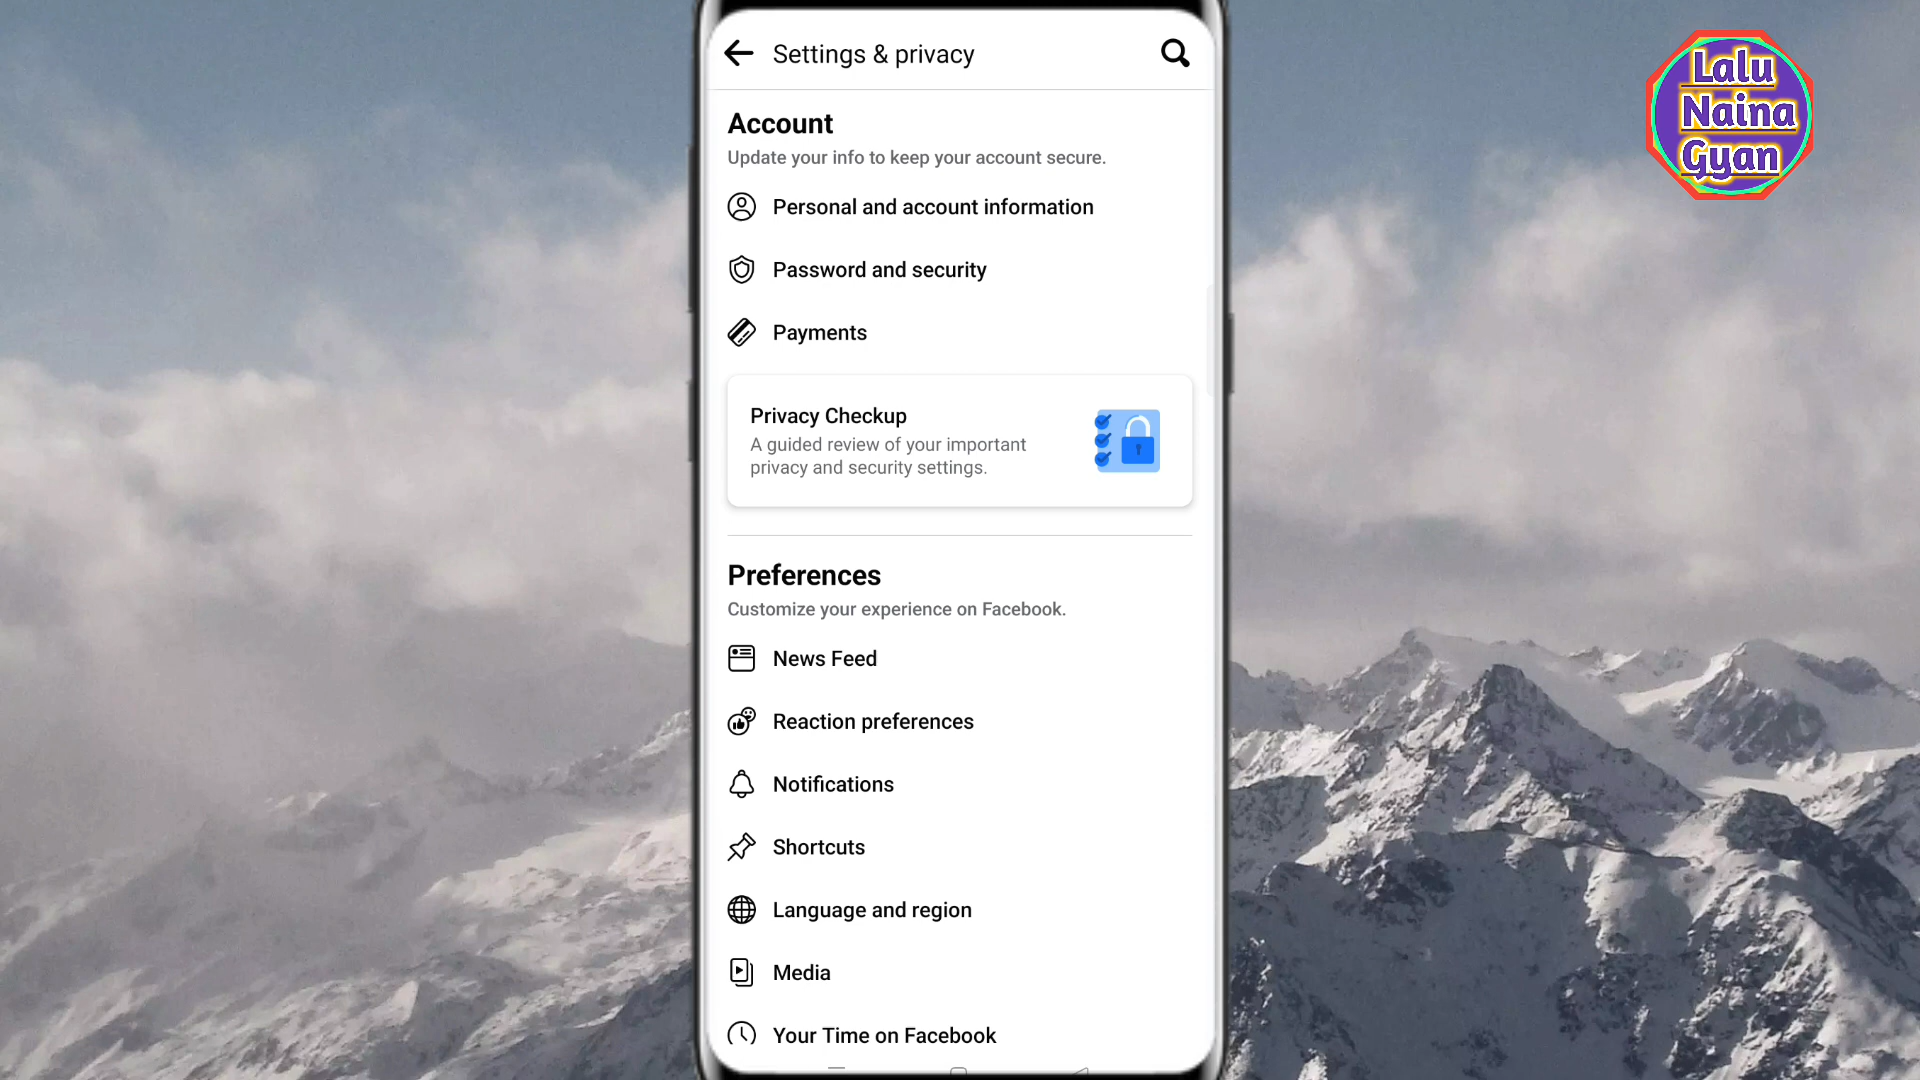 Settings & privacy
Account
Update your info to keep your account secure.
Personal and account information
Password and security
Payments
Privacy Checkup
A guided review of your important
privacy and security settings.
Preferences
Customize your experience on Facebook.
News Feed
Reaction preferences
Notifications
Shortcuts
Language and region
Media
Your Time on Facebook
Lalu
Naina
Gyan